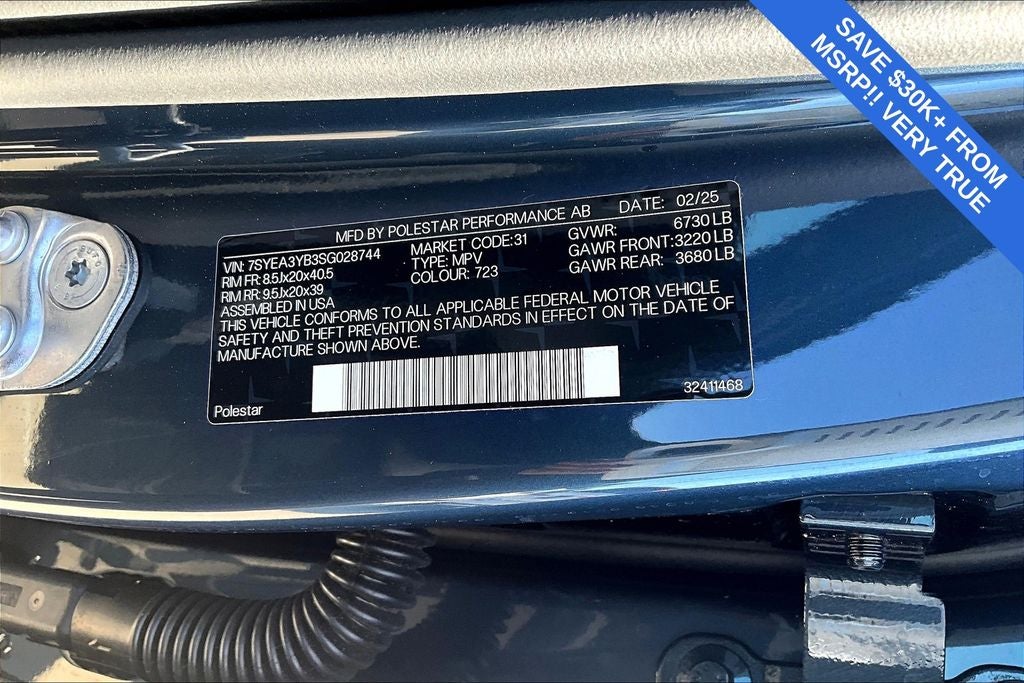 SAVE $30K+ FROM
MSRP!! VERY TRUE
MFD BY POLESTAR PERFORMANCE AB DATE: 02/25
VIN: 7SYEA3YB3SG028744 MARKET CODE:31 GVWR: 6730 LB
RIM FR: 8.5Jx20x40.5 TYPE: MPV GAWR FRONT:3220 LB
RIM RR: 9.5Jx20x39 COLOUR: 723 GAWR REAR: 3680 LB
ASSEMBLED IN USA
THIS VEHICLE CONFORMS TO ALL APPLICABLE FEDERAL MOTOR VEHICLE
SAFETY AND THEFT PREVENTION STANDARDS IN EFFECT ON THE DATE OF
MANUFACTURE SHOWN ABOVE.
32411468
Polestar